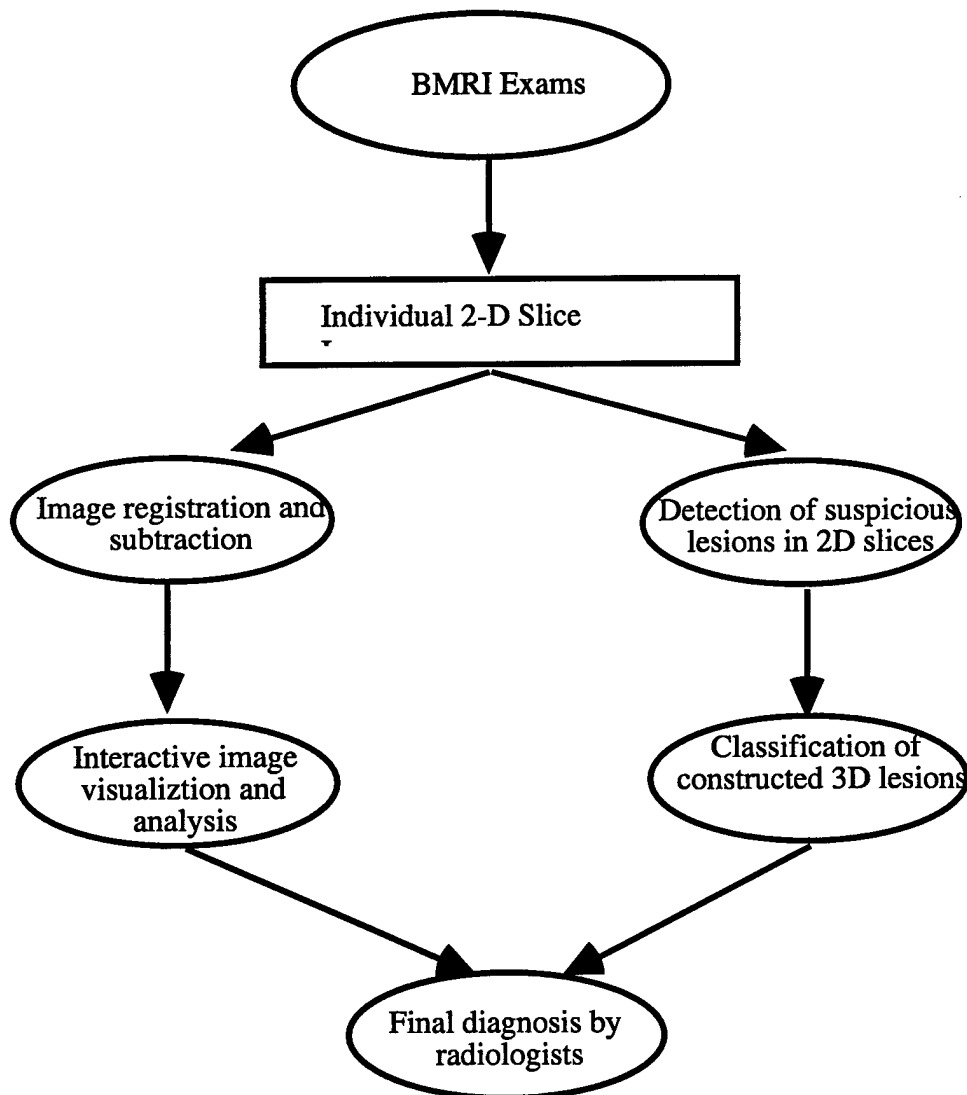 BMRI Exams
Individual 2-D Slice
Image registration and
subtraction
Detection of suspicious
lesions in 2D slices
Interactive image
visualiztion and
analysis
Classification of
constructed 3D lesions
Final diagnosis by
radiologists